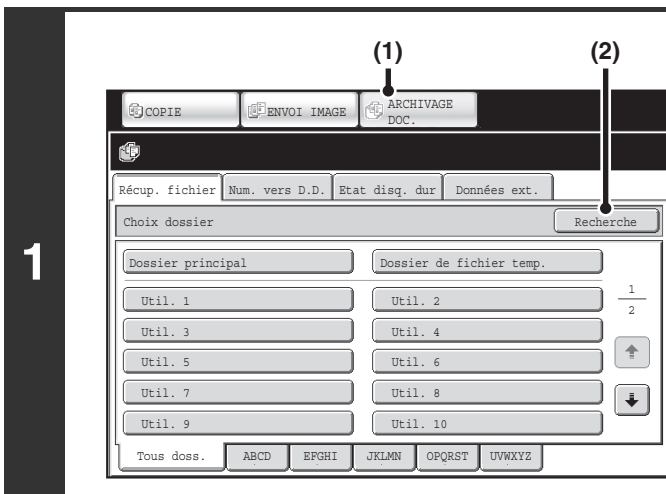 1
(1) (2)
COPIE ENVOI IMAGE ARCHIVAGE
DOC.
Récup. fichier Num. vers D.D. Etat disq. dur Données ext.
Choix dossier Recherche
Dossier principal Dossier de fichier temp.
Util. 1 Util. 2
1
2
Util. 3 Util. 4
Util. 5 Util. 6
Util. 7 Util. 8
Util. 9 Util. 10
Tous doss. ABCD EFGHI JKLMN OPQRST UVWXYZ